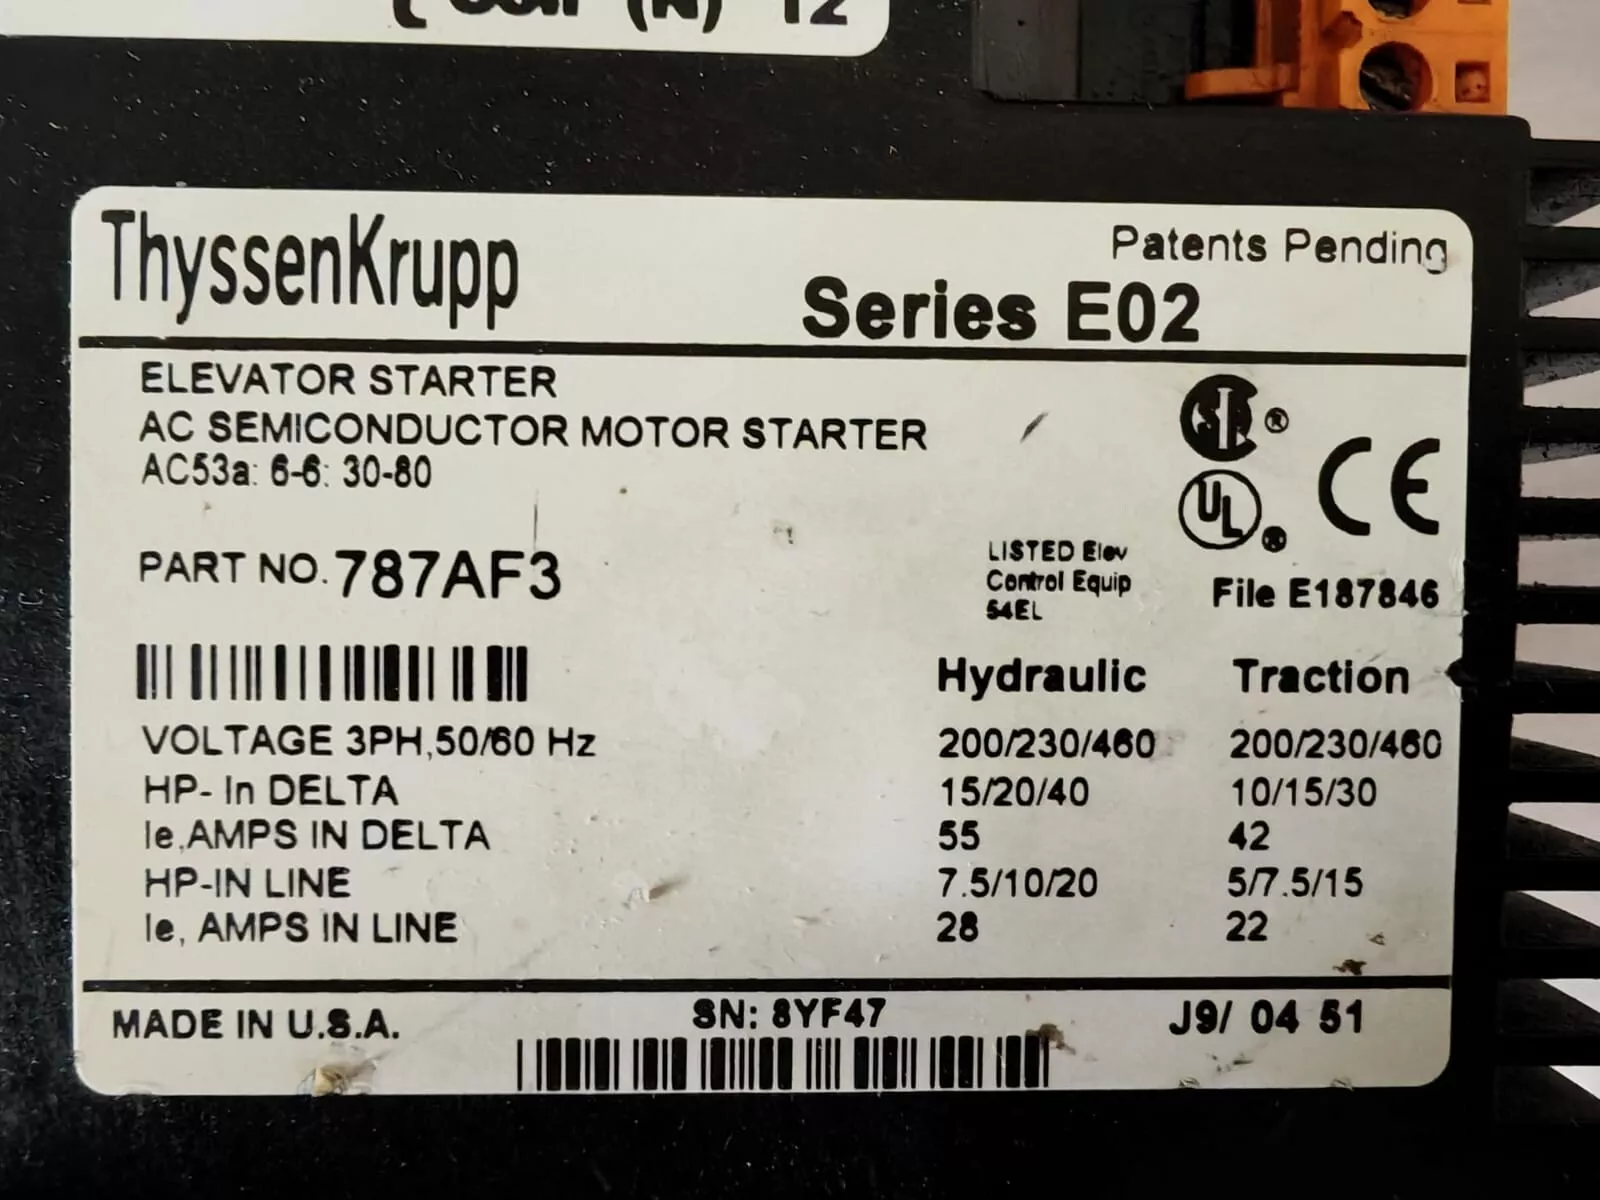 (N) 12
ThyssenKrupp
Patents Pending
Series E02
ELEVATOR STARTER
AC SEMICONDUCTOR MOTOR STARTER
AC53a: 6-6: 30-80
PART NO. 787AF3
LISTED Elev
Control Equip
54EL
UL
CE
File E187846
Hydraulic Traction
VOLTAGE 3PH,50/60 Hz 200/230/460 200/230/460
HP- In DELTA 15/20/40 10/15/30
Ie,AMPS IN DELTA 55 42
HP-IN LINE 7.5/10/20 5/7.5/15
Ie, AMPS IN LINE 28 22
MADE IN U.S.A. SN: 8YF47 J9/ 04 51